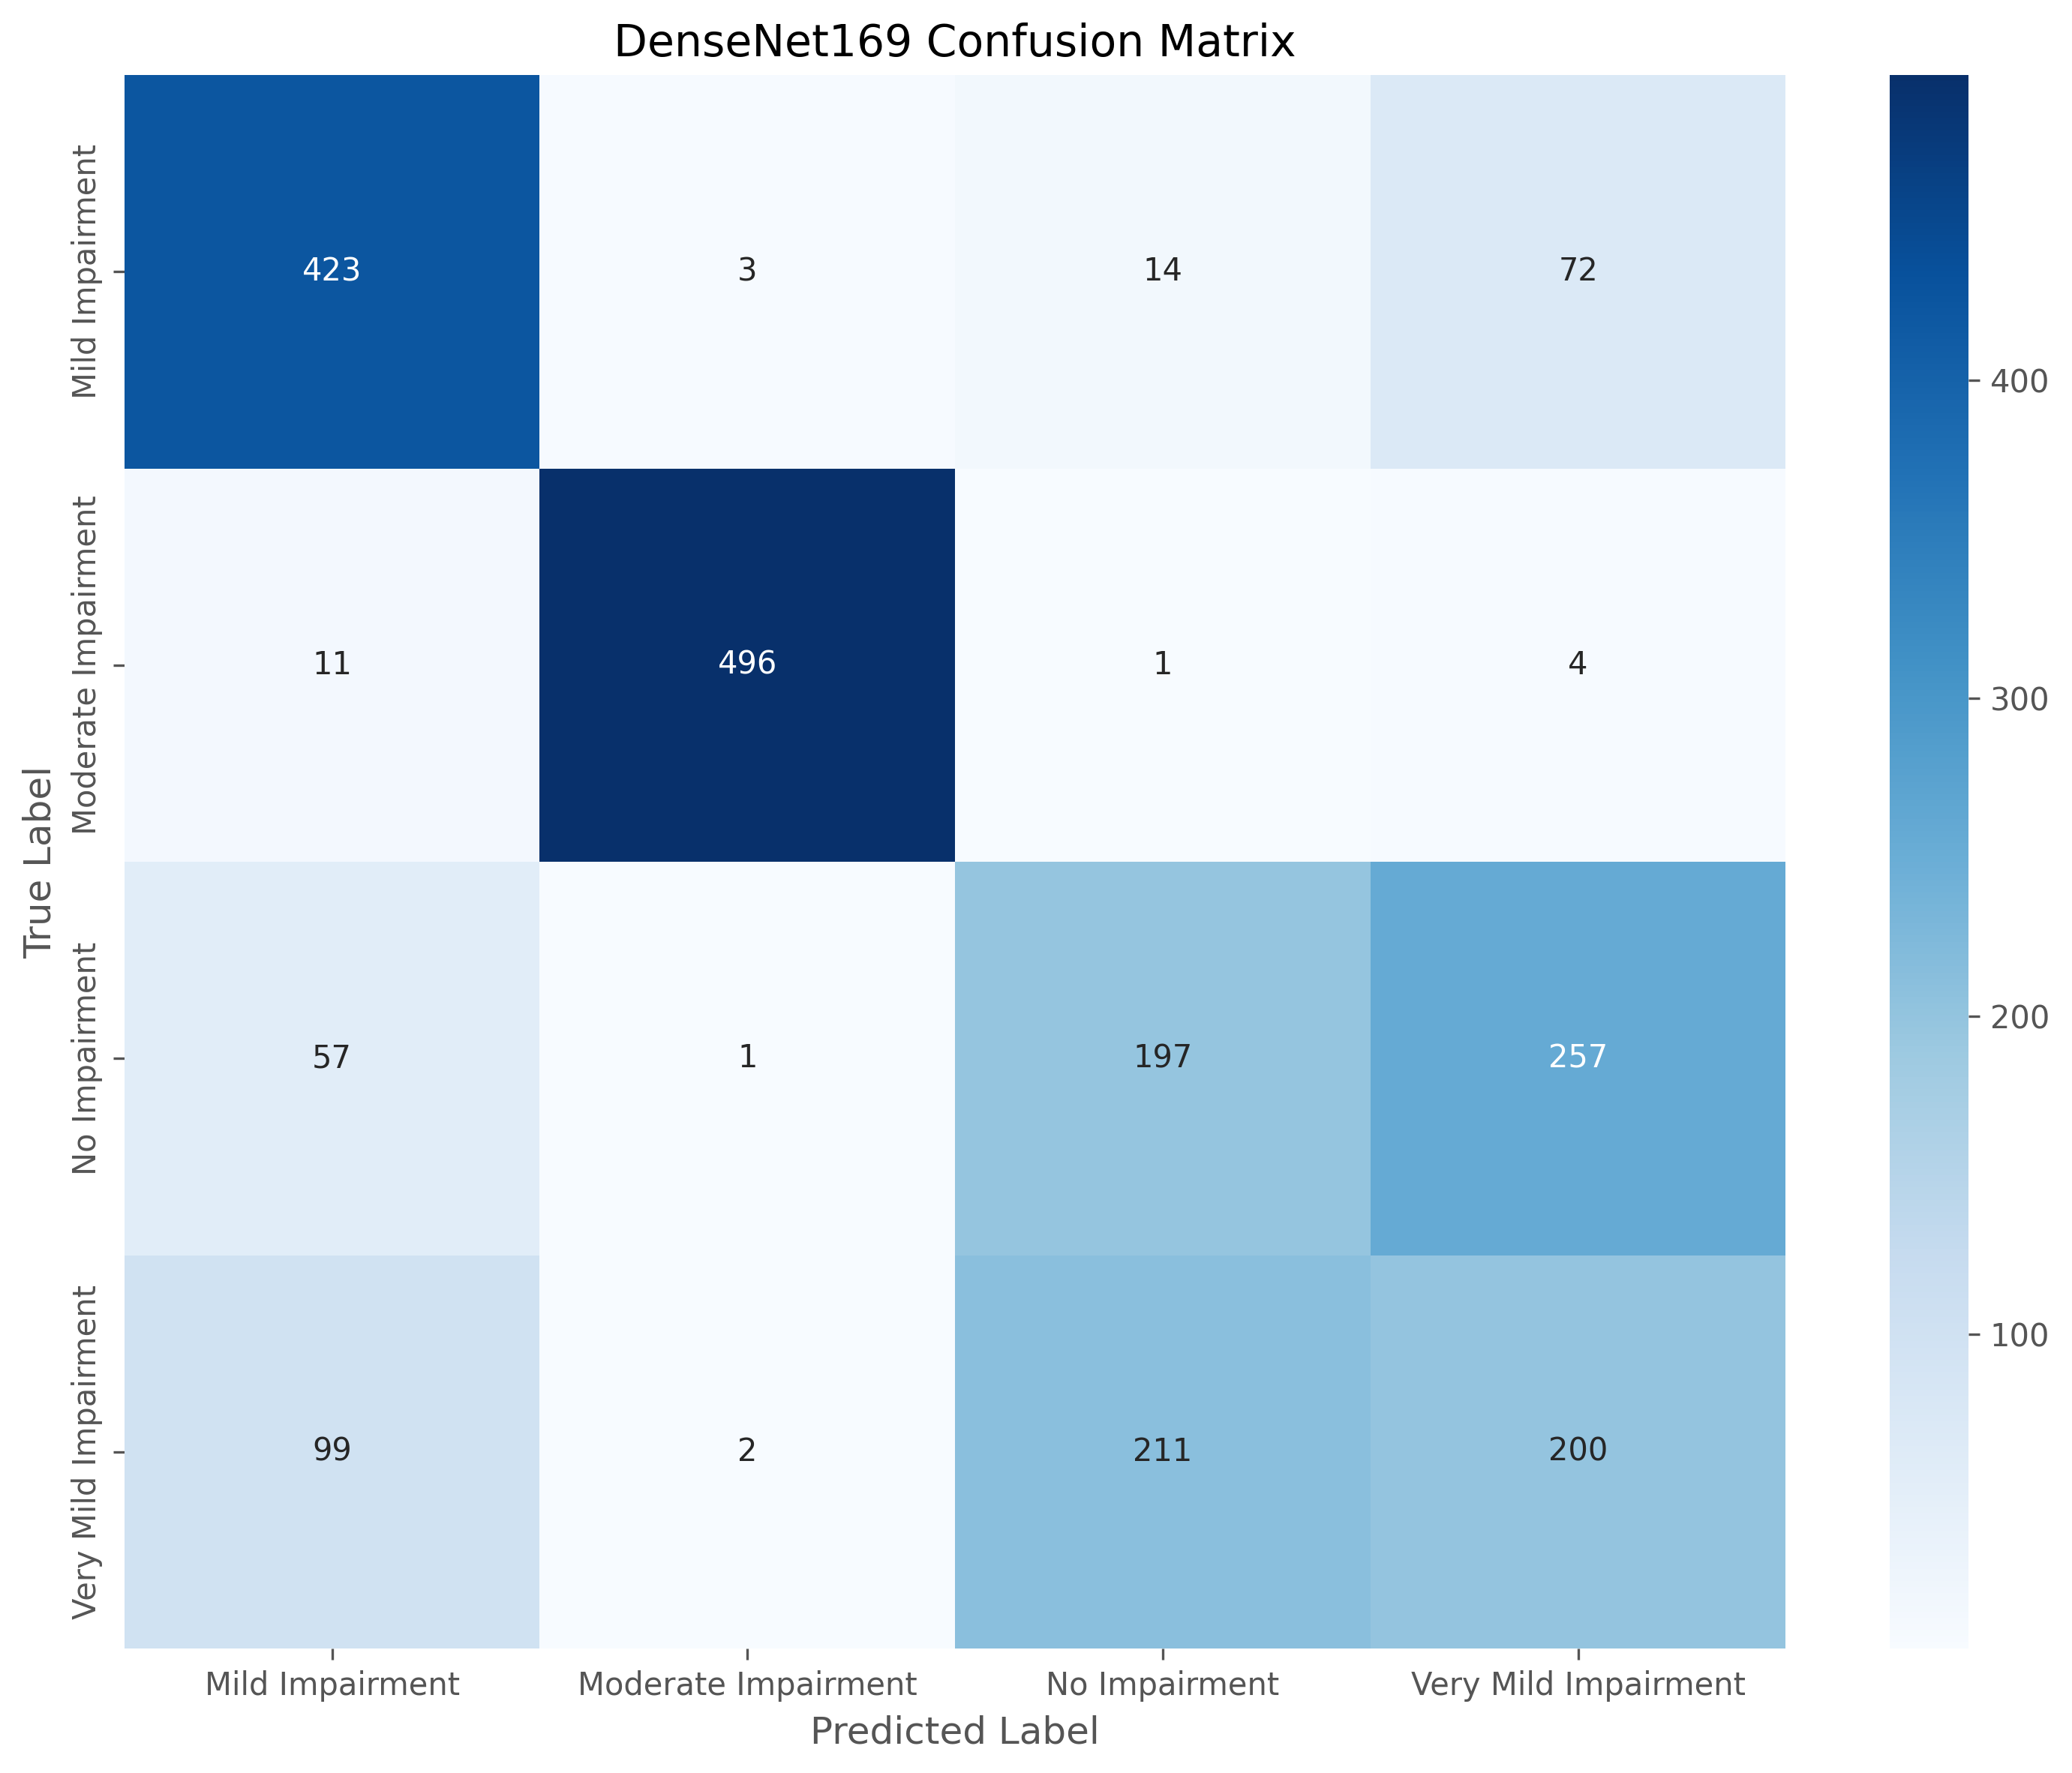 DenseNet169 Confusion Matrix
True Label
Mild Impairment
423 3 14 72
Moderate Impairment
11 496 1 4
No Impairment
57 1 197 257
Very Mild Impairment
99 2 211 200
Mild Impairment Moderate Impairment No Impairment Very Mild Impairment
Predicted Label
400
300
200
100